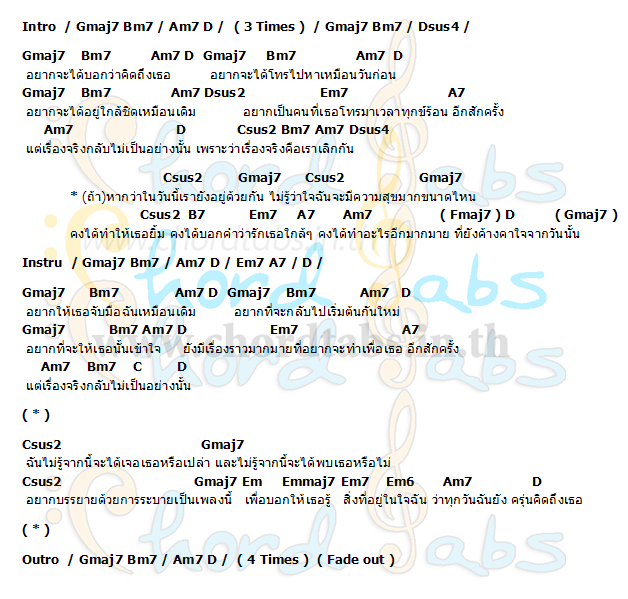 Intro / Gmaj7 Bm7 / Am7 D / ( 3 Times ) / Gmaj7 Bm7 / Dsus4 /
Gmaj7 Bm7 Am7 D Gmaj7 Bm7 Am7 D
อยากจะได้บอกว่าคิดถึงเธอ อยากจะได้โทรไปหาเหมือนวันก่อน
Gmaj7 Bm7 Am7 Dsus2 Em7 A7
อยากจะได้อยู่ใกล้ชิดเหมือนเดิม อยากเป็นคนที่เธอโทรมาเวลาทุกข์ร้อน อีกสักครั้ง
Am7 D Csus2 Bm7 Am7 Dsus4
แต่เรื่องจริงกลับไม่เป็นอย่างนั้น เพราะว่าเรื่องจริงคือเราเลิกกัน
Csus2 Gmaj7 Csus2 Gmaj7
* (ถ้า)หากว่าในวันนี้เรายังอยู่ด้วยกัน ไม่รู้ว่าใจฉันจะมีความสุขมากขนาดไหน
Csus2 B7 Em7 A7 Am7 ( Fmaj7 ) D ( Gmaj7 )
คงได้ทำให้เธอยิ้ม คงได้บอกคำว่ารักเธอใกล้ๆ คงได้ทำอะไรอีกมากมาย ที่ยังค้างคาใจจากวันนั้น
Instru / Gmaj7 Bm7 / Am7 D / Em7 A7 / D /
Gmaj7 Bm7 Am7 D Gmaj7 Bm7 Am7 D
อยากให้เธอจับมือฉันเหมือนเดิม อยากที่จะกลับไปเริ่มต้นกันใหม่
Gmaj7 Bm7 Am7 D Em7 A7
อยากที่จะให้เธอนั้นเข้าใจ ยังมีเรื่องราวมากมายที่อยากจะทำเพื่อเธอ อีกสักครั้ง
www.chordtabs.in.th
Am7 Bm7 C D
แต่เรื่องจริงกลับไม่เป็นอย่างนั้น
( * )
Csus2 Gmaj7
ฉันไม่รู้จากนี้จะได้เจอเธอหรือเปล่า และไม่รู้จากนี้จะได้พบเธอหรือไม่
Csus2 Gmaj7 Em Emmaj7 Em7 Em6 Am7 D
อยากบรรยายด้วยการระบายเป็นเพลงนี้ เพื่อบอกให้เธอรู้ สิ่งที่อยู่ในใจฉัน ว่าทุกวันฉันยัง ครุ่นคิดถึงเธอ
( * )
Outro / Gmaj7 Bm7 / Am7 D / ( 4 Times ) ( Fade out )